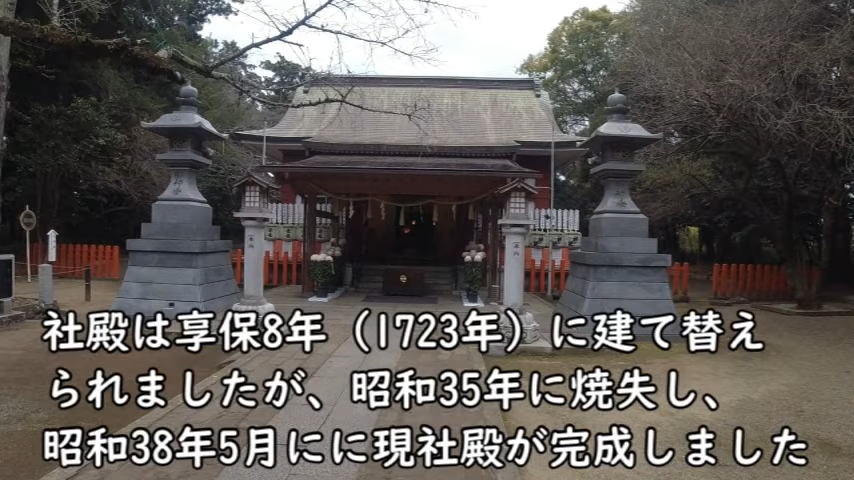 社殿は享保8年（1723年）に建て替え
られましたが、昭和35年に焼失し、
昭和38年5月にに現社殿が完成しました